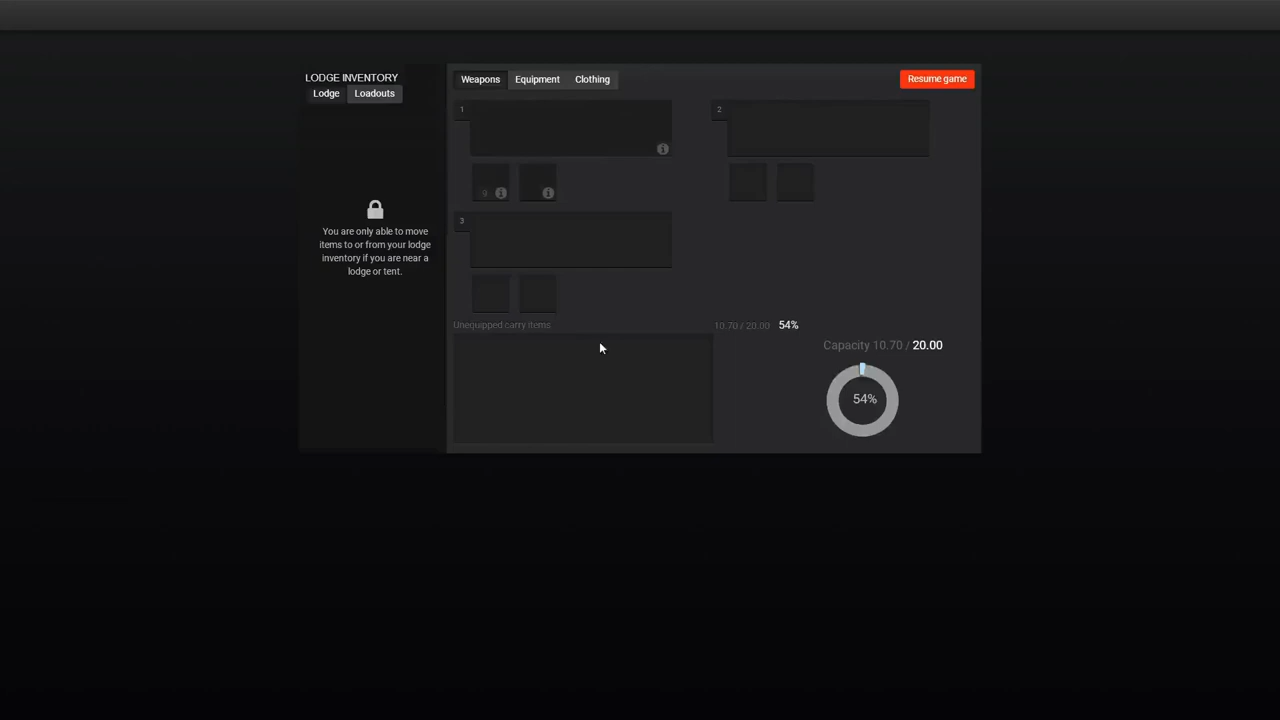 LODGE INVENTORY
Lodge Loadouts
Weapons Equipment Clothing
Resume game
1
2
9
3
You are only able to move
items to or from your lodge
inventory if you are near a
lodge or tent.
Unequipped carry items
10.70 / 20.00 54%
Capacity 10.70 / 20.00
54%